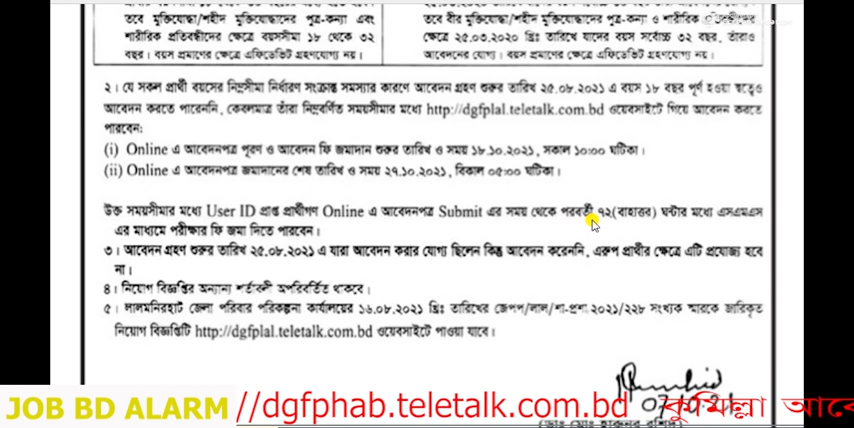 তবে মুক্তিযোদ্ধা/শহীদ মুক্তিযোদ্ধাদের পুত্র-কন্যা এবং
শারীরিক প্রতিবন্ধীদের ক্ষেত্রে বয়সসীমা ১৮ থেকে ৩২
বছর। বয়স প্রমাণের ক্ষেত্রে এফিডেভিট গ্রহণযোগ্য নয়।
তবে বীর মুক্তিযোদ্ধা/শহীদ মুক্তিযোদ্ধাদের পুত্র-কন্যা ও শারীরিক প্রতিবন্ধীদের
ক্ষেত্রে ২৫.০৩.২০২০ খ্রিঃ তারিখে যাদের বয়স সর্বোচ্চ ৩২ বছর, তাঁরাও
আবেদনের যোগ্য। বয়স প্রমাণের ক্ষেত্রে এফিডেভিট গ্রহণযোগ্য নয়।
২। যে সকল প্রার্থী বয়সের নিম্নসীমা নির্ধারণ সংক্রান্ত সমস্যার কারণে আবেদন গ্রহণ শুরুর তারিখ ২৫.০৮.২০২১ এ বয়স ১৮ বছর পূর্ণ হওয়া স্বত্বেও
আবেদন করতে পারেননি, কেবলমাত্র তাঁরা নিম্নবর্ণিত সময়সীমার মধ্যে http://dgfplal.teletalk.com.bd ওয়েবসাইটে গিয়ে আবেদন করতে
পারবেন:
(i) Online এ আবেদনপত্র পূরণ ও আবেদন ফি জমাদান শুরুর তারিখ ও সময় ১৮.১০.২০২১, সকাল ১০:০০ ঘটিকা।
(ii) Online এ আবেদনপত্র জমাদানের শেষ তারিখ ও সময় ২৭.১০.২০২১, বিকাল ০৫:০০ ঘটিকা।
উক্ত সময়সীমার মধ্যে User ID প্রাপ্ত প্রার্থীগণ Online এ আবেদনপত্র Submit এর সময় থেকে পরবর্তী ৭২(বাহাত্তর) ঘন্টার মধ্যে এসএমএস
এর মাধ্যমে পরীক্ষার ফি জমা দিতে পারবেন।
৩। আবেদন গ্রহণ শুরুর তারিখ ২৫.০৮.২০২১ এ যারা আবেদন করার যোগ্য ছিলেন কিন্তু আবেদন করেননি, এরুপ প্রার্থীর ক্ষেত্রে এটি প্রযোজ্য হবে
না।
৪। নিয়োগ বিজ্ঞপ্তির অন্যান্য শর্তাবলী অপরিবর্তিত থাকবে।
৫। লালমনিরহাট জেলা পরিবার পরিকল্পনা কার্যালয়ের ১৬.০৮.২০২১ খ্রিঃ তারিখের জেপপ/লাল/শা-প্রশা ২০২১/২২৮ সংখ্যক স্মারকে জারিকৃত
নিয়োগ বিজ্ঞপ্তিটি http://dgfplal.teletalk.com.bd ওয়েবসাইটে পাওয়া যাবে।
07.10.21
JOB BD ALARM //dgfphab.teletalk.com.bd কুমিল্লা আবে